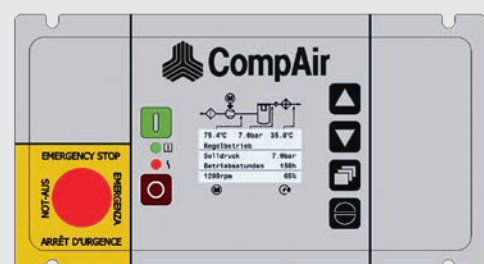 CompAir
75.4°C 7.0bar 35.0°C
Regelbetrieb
Solldruck 7.0bar
Betriebsstunden 150h
1200rpm 65%
EMERGENCY STOP
NOT-AUS
EMERGENZA
ARRÊT D'URGENCE